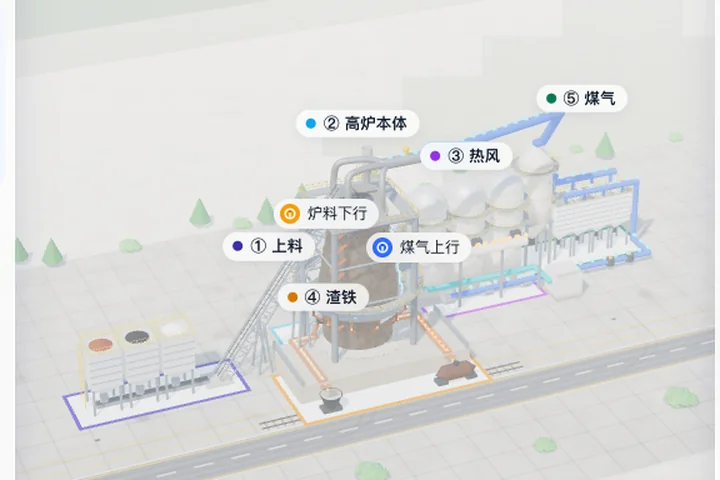 ⑤ 煤气
② 高炉本体
③ 热风
炉料下行
① 上料
煤气上行
④ 渣铁